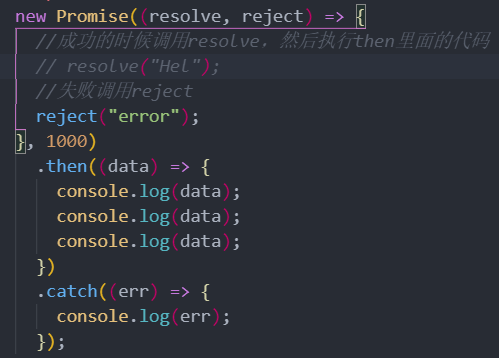 new Promise((resolve, reject) => {
  //成功的时候调用resolve，然后执行then里面的代码
  // resolve("Hel");
  //失败调用reject
  reject("error");
}, 1000)
  .then((data) => {
    console.log(data);
    console.log(data);
    console.log(data);
  })
  .catch((err) => {
    console.log(err);
  });